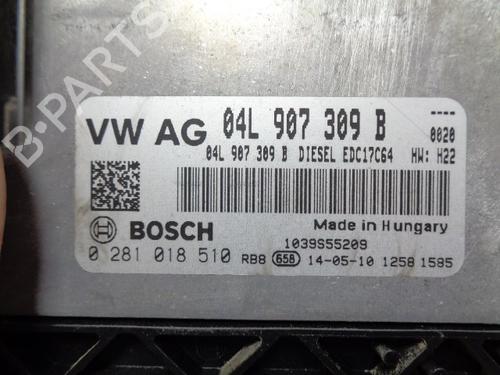 B-PARTS
VW AG 04L 907 309 B
----
0020
04L 907 309 B DIESEL EDC17C64 HW: H22
Made in Hungary
BOSCH
1039S55209
0 281 018 510 RB8 658 14-05-10 1258 1585